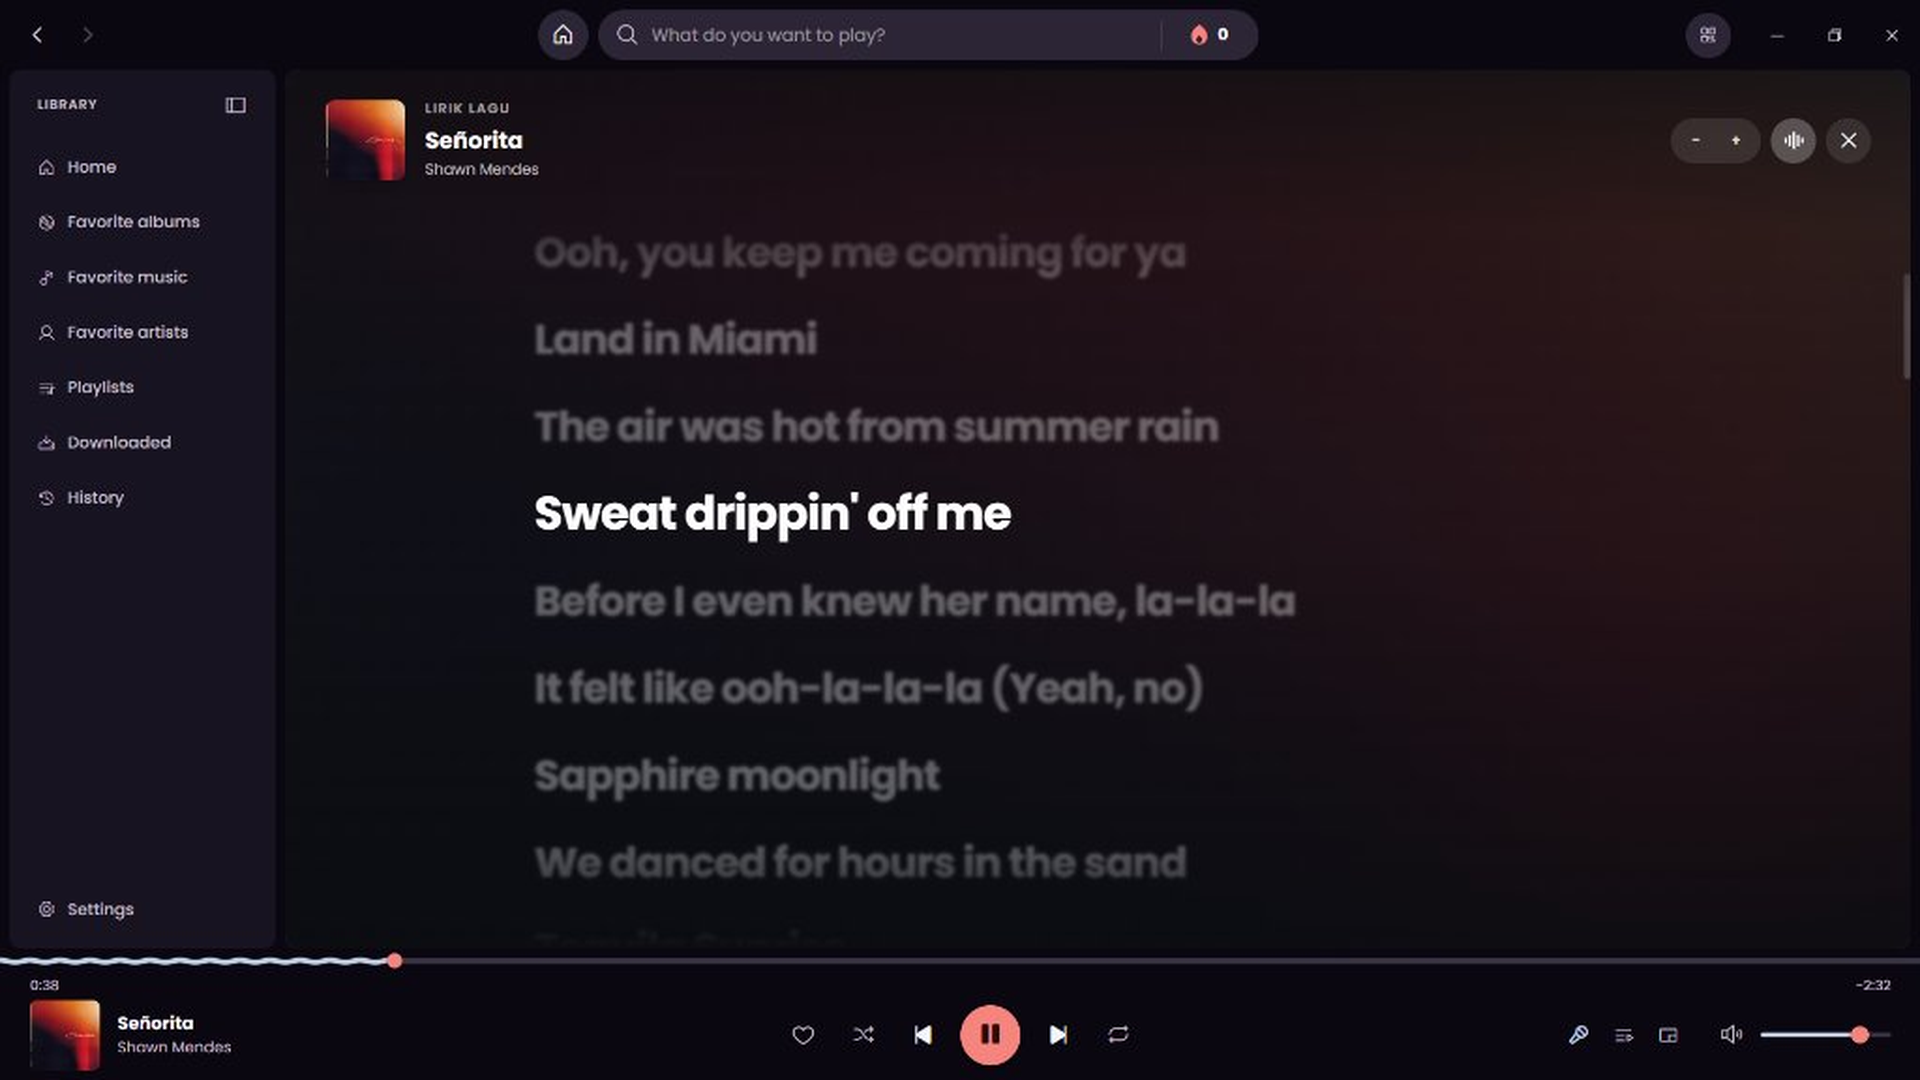 What do you want to play?
0
LIBRARY
Home
Favorite albums
Favorite music
Favorite artists
Playlists
Downloaded
History
Settings
LIRIK LAGU
Señorita
Shawn Mendes
Ooh, you keep me coming for ya
Land in Miami
The air was hot from summer rain
Sweat drippin' off me
Before I even knew her name, la-la-la
It felt like ooh-la-la-la (Yeah, no)
Sapphire moonlight
We danced for hours in the sand
0:38
-2:32
Señorita
Shawn Mendes